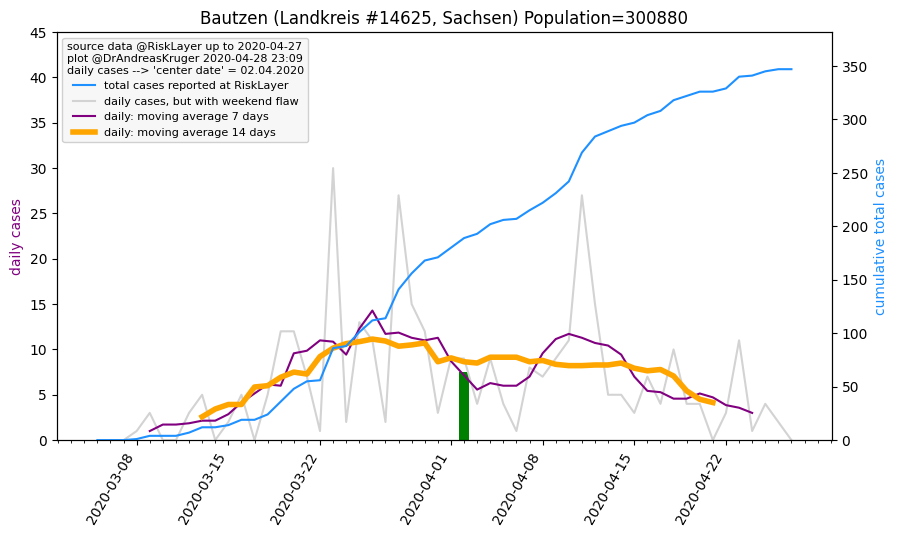 Bautzen (Landkreis #14625, Sachsen) Population=300880
source data @RiskLayer up to 2020-04-27
plot @DrAndreasKruger 2020-04-28 23:09
daily cases --> 'center date' = 02.04.2020
total cases reported at RiskLayer
daily cases, but with weekend flaw
daily: moving average 7 days
daily: moving average 14 days
daily cases
45
40
35
30
25
20
15
10
5
0
350
300
250
200
150
100
50
0
cumulative total cases
2020-03-08
2020-03-15
2020-03-22
2020-04-01
2020-04-08
2020-04-15
2020-04-22